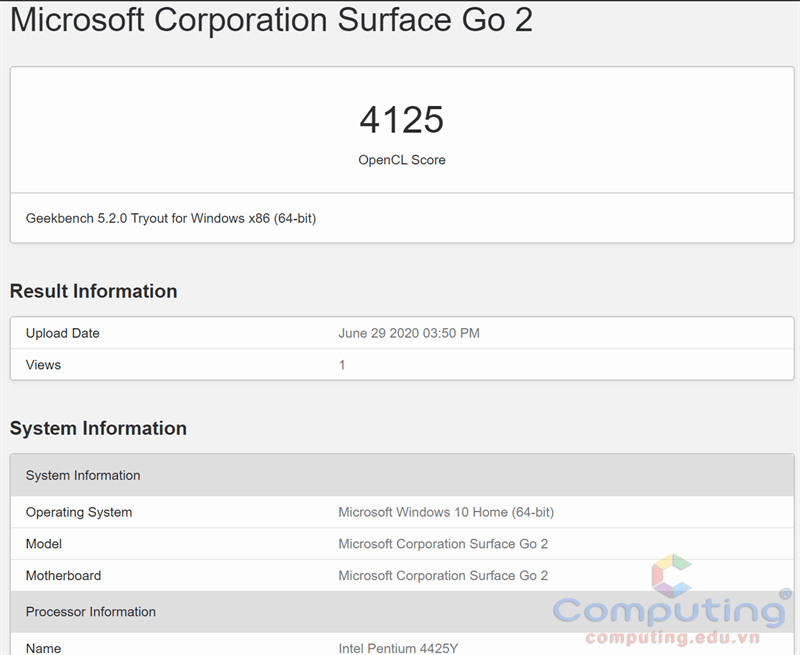 Microsoft Corporation Surface Go 2
4125
OpenCL Score
Geekbench 5.2.0 Tryout for Windows x86 (64-bit)
Result Information
Upload Date June 29 2020 03:50 PM
Views 1
System Information
System Information
Operating System Microsoft Windows 10 Home (64-bit)
Model Microsoft Corporation Surface Go 2
Motherboard Microsoft Corporation Surface Go 2
Processor Information
Computing®
computing.edu.vn
Name Intel Pentium 4425Y